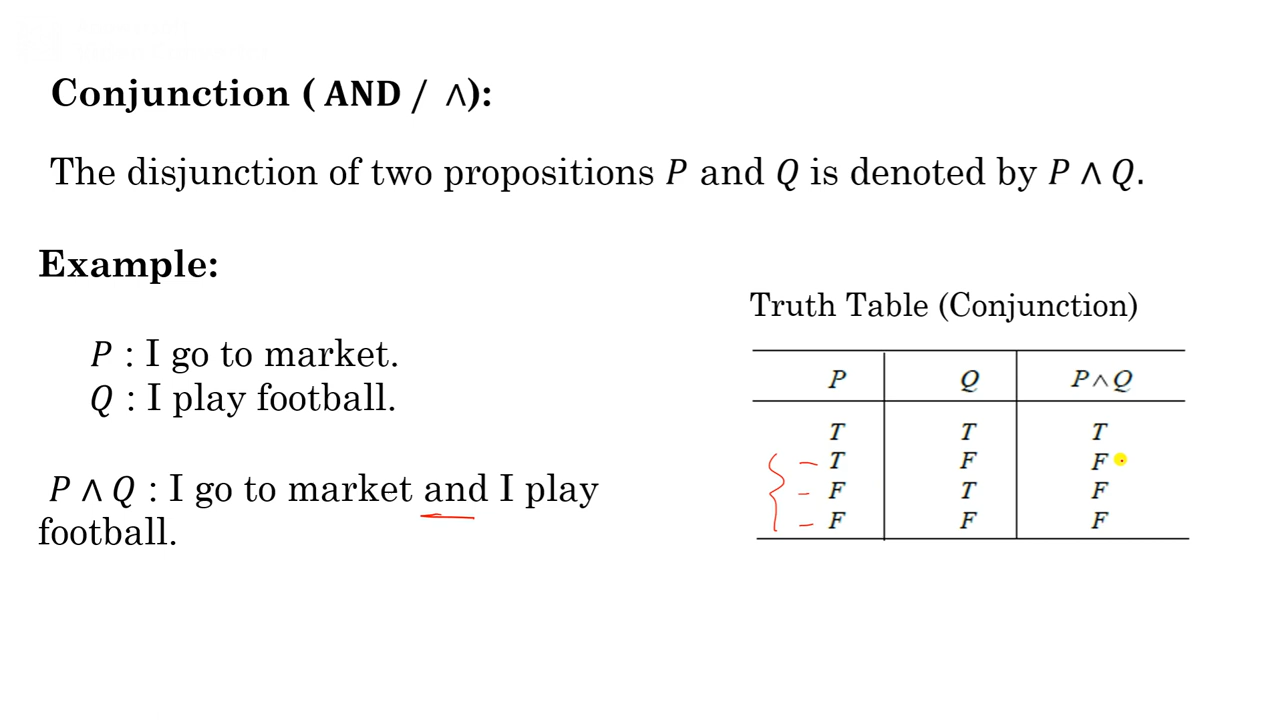 Conjunction ( AND / ∧):
The disjunction of two propositions P and Q is denoted by P ∧ Q.
Example:
P : I go to market.
Q : I play football.
P ∧ Q : I go to market and I play
football.
Truth Table (Conjunction)
P Q P∧Q
T T T
T F F
F T F
F F F